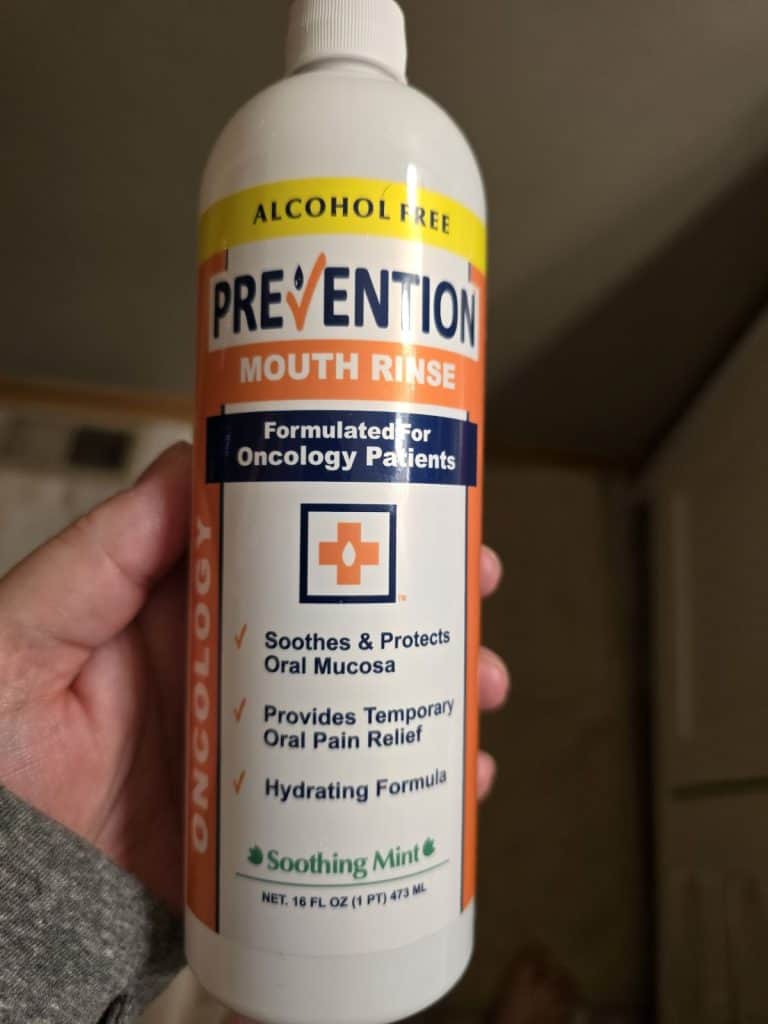 ALCOHOL FREE
PREVENTION
MOUTH RINSE
Formulated For
Oncology Patients
ONCOLOGY
TM
Soothes & Protects
Oral Mucosa
Provides Temporary
Oral Pain Relief
Hydrating Formula
Soothing Mint
NET. 16 FL OZ (1 PT) 473 ML